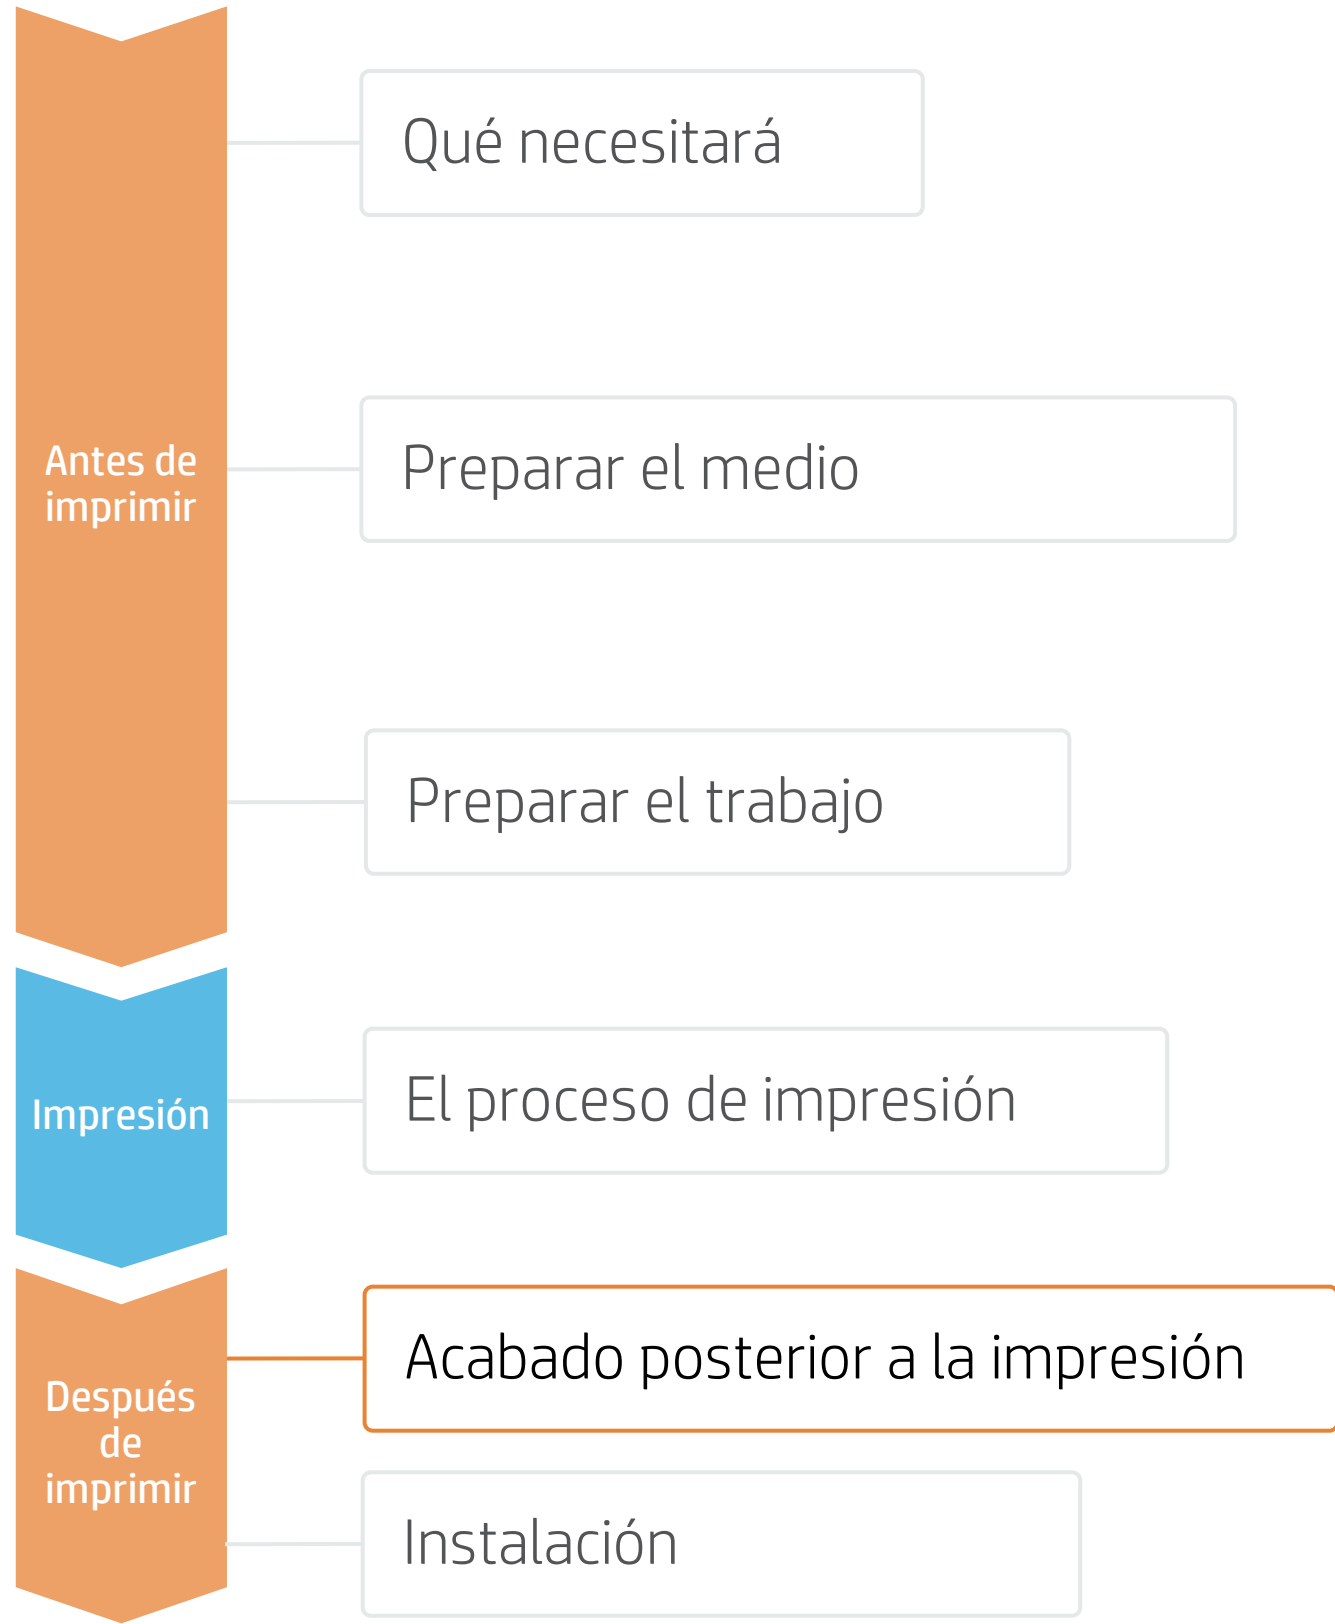 Qué necesitará
Antes de
imprimir
Preparar el medio
Preparar el trabajo
Impresión
El proceso de impresión
Después
de
imprimir
Acabado posterior a la impresión
Instalación